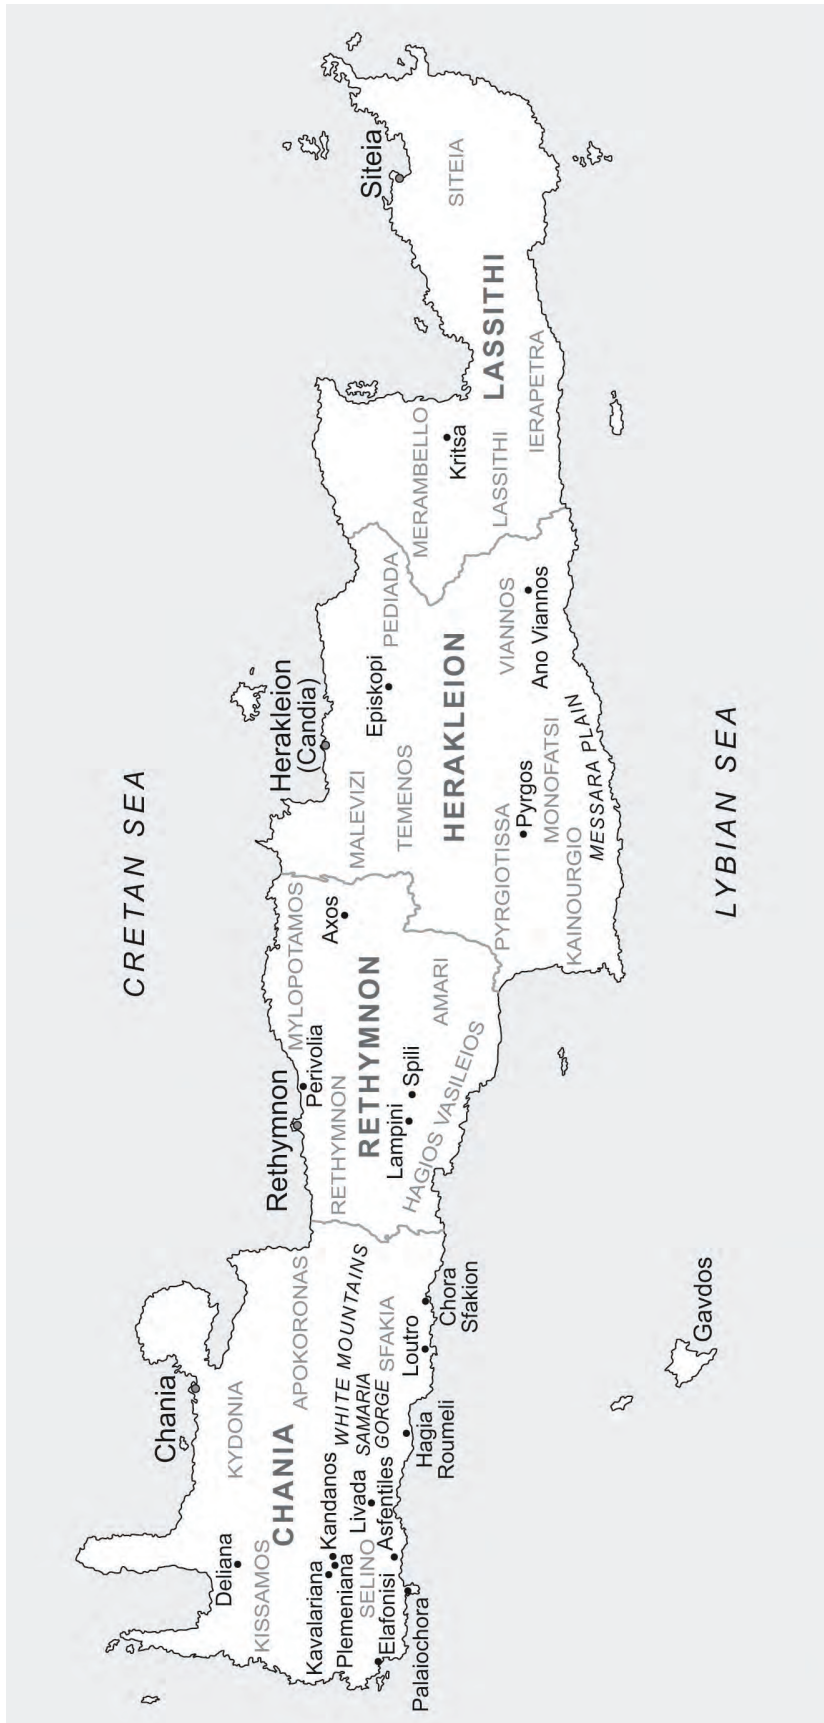 CRETAN SEA
Chania
Rethymnon
Herakleion
(Candia)
Siteia
Deliana
KISSAMOS
KYDONIA
CHANIA
APOKORONAS
Kavalariana
Kandanos
Plemeniana
WHITE MOUNTAINS
Livada
SAMARIA
GORGE
SELINO
SFAKIA
Elafonisi
Asfentiles
Palaiochora
Hagia
Roumeli
Loutro
Chora
Sfakion
Gavdos
MYLOPOTAMOS
Perivolia
RETHYMNON
RETHYMNON
Axos
Lampini
Spili
AMARI
HAGIOS VASILEIOS
MALEVIZI
TEMENOS
Episkopi
PEDIADA
HERAKLEION
PYRGIOTISSA
Pyrgos
VIANNOS
Ano Viannos
MONOFATSI
KAINOURGIO
MESSARA PLAIN
MERAMBELLO
Kritsa
LASSITHI
LASSITHI
IERAPETRA
SITEIA
LYBIAN SEA